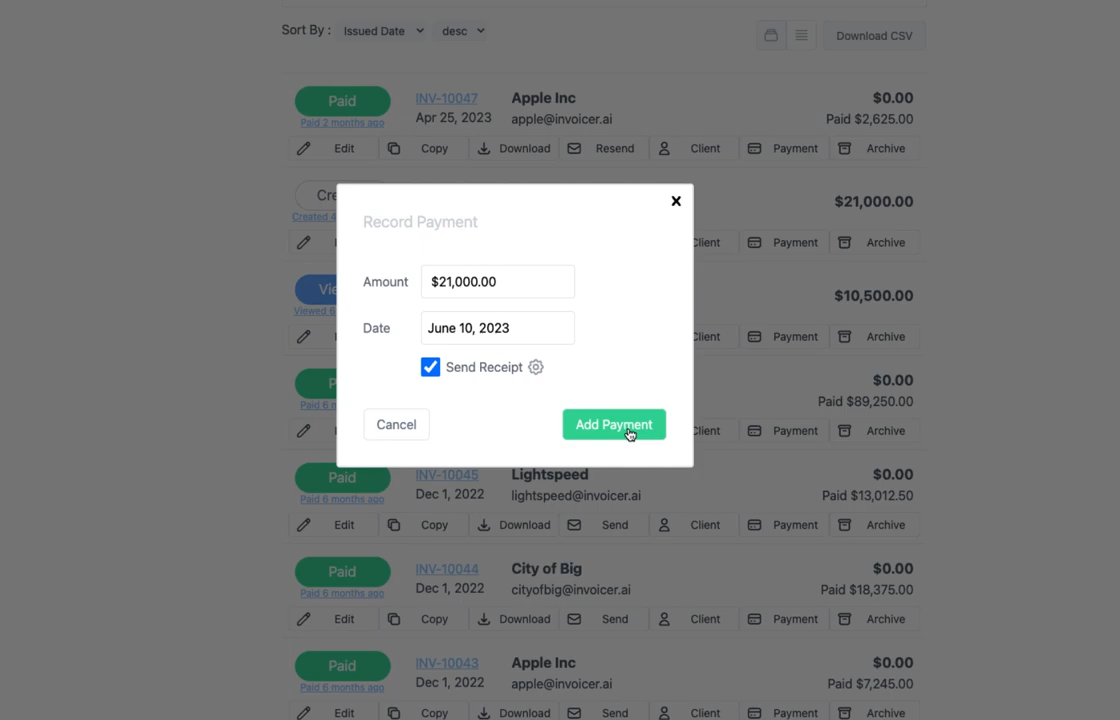 Sort By : Issued Date desc Download CSV
Paid INV-10047 Apple Inc $0.00
Paid 2 months ago Apr 25, 2023 apple@invoicer.ai Paid $2,625.00
Edit Copy Download Resend Client Payment Archive
$21,000.00
Created
Client Payment Archive
$10,500.00
Viewed
Client Payment Archive
$0.00
Paid Paid $89,250.00
Client Payment Archive
Record Payment
Amount $21,000.00
Date June 10, 2023
Send Receipt
Cancel Add Payment
Paid INV-10045 Lightspeed $0.00
Paid 6 months ago Dec 1, 2022 lightspeed@invoicer.ai Paid $13,012.50
Edit Copy Download Send Client Payment Archive
Paid INV-10044 City of Big $0.00
Paid 6 months ago Dec 1, 2022 cityofbig@invoicer.ai Paid $18,375.00
Edit Copy Download Send Client Payment Archive
Paid INV-10043 Apple Inc $0.00
Paid 6 months ago Dec 1, 2022 apple@invoicer.ai Paid $7,245.00
Edit Copy Download Send Client Payment Archive